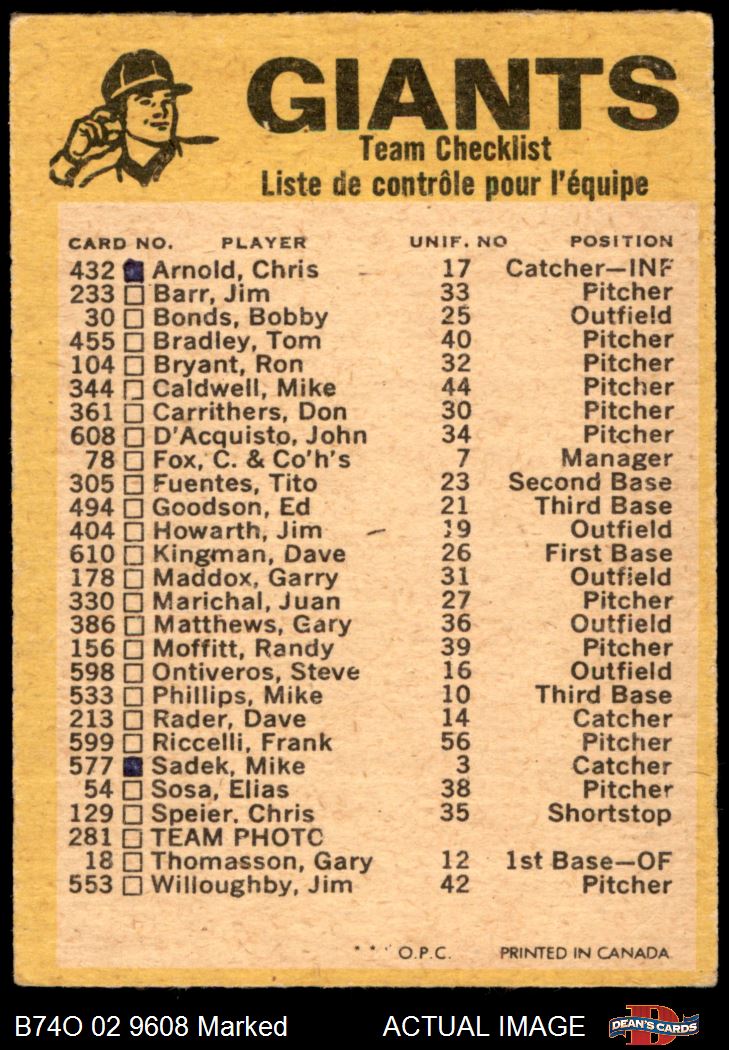 GIANTS
Team Checklist
Liste de contrôle pour l'équipe
CARD NO. PLAYER UNIF. NO POSITION
432 Arnold, Chris 17 Catcher—INF
233 Barr, Jim 33 Pitcher
30 Bonds, Bobby 25 Outfield
455 Bradley, Tom 40 Pitcher
104 Bryant, Ron 32 Pitcher
344 Caldwell, Mike 44 Pitcher
361 Carrithers, Don 30 Pitcher
608 D'Acquisto, John 34 Pitcher
78 Fox, C. & Co'h's 7 Manager
305 Fuentes, Tito 23 Second Base
494 Goodson, Ed 21 Third Base
404 Howarth, Jim 19 Outfield
610 Kingman, Dave 26 First Base
178 Maddox, Garry 31 Outfield
330 Marichal, Juan 27 Pitcher
386 Matthews, Gary 36 Outfield
156 Moffitt, Randy 39 Pitcher
598 Ontiveros, Steve 16 Outfield
533 Phillips, Mike 10 Third Base
213 Rader, Dave 14 Catcher
599 Riccelli, Frank 56 Pitcher
577 Sadek, Mike 3 Catcher
54 Sosa, Elias 38 Pitcher
129 Speier, Chris 35 Shortstop
281 TEAM PHOTO
18 Thomasson, Gary 12 1st Base—OF
553 Willoughby, Jim 42 Pitcher
* * * O.P.C. PRINTED IN CANADA
B74O 02 9608 Marked ACTUAL IMAGE DEAN'S CARDS